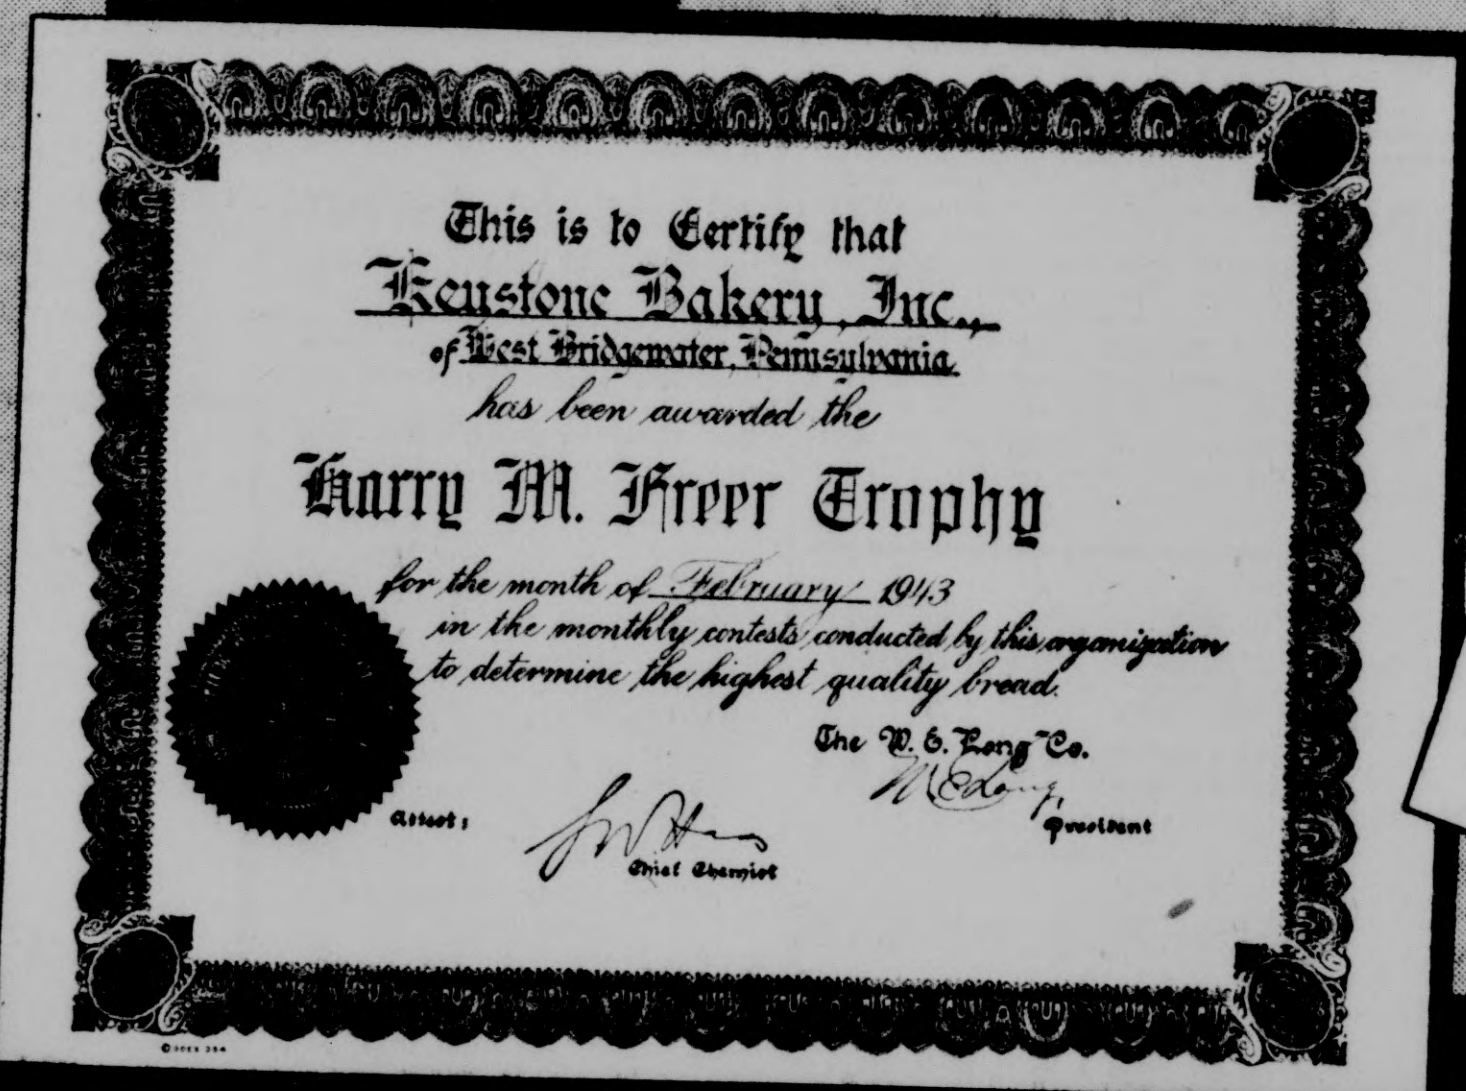 This is to Certify that
Keystone Bakery, Inc.,
of West Bridgewater, Pennsylvania
has been awarded the
Harry M. Freer Trophy
for the month of February 1943
in the monthly contests conducted by this organization
to determine the highest quality bread.
The W. E. Long Co.
W E Long
President
Attest:
Chief Chemist